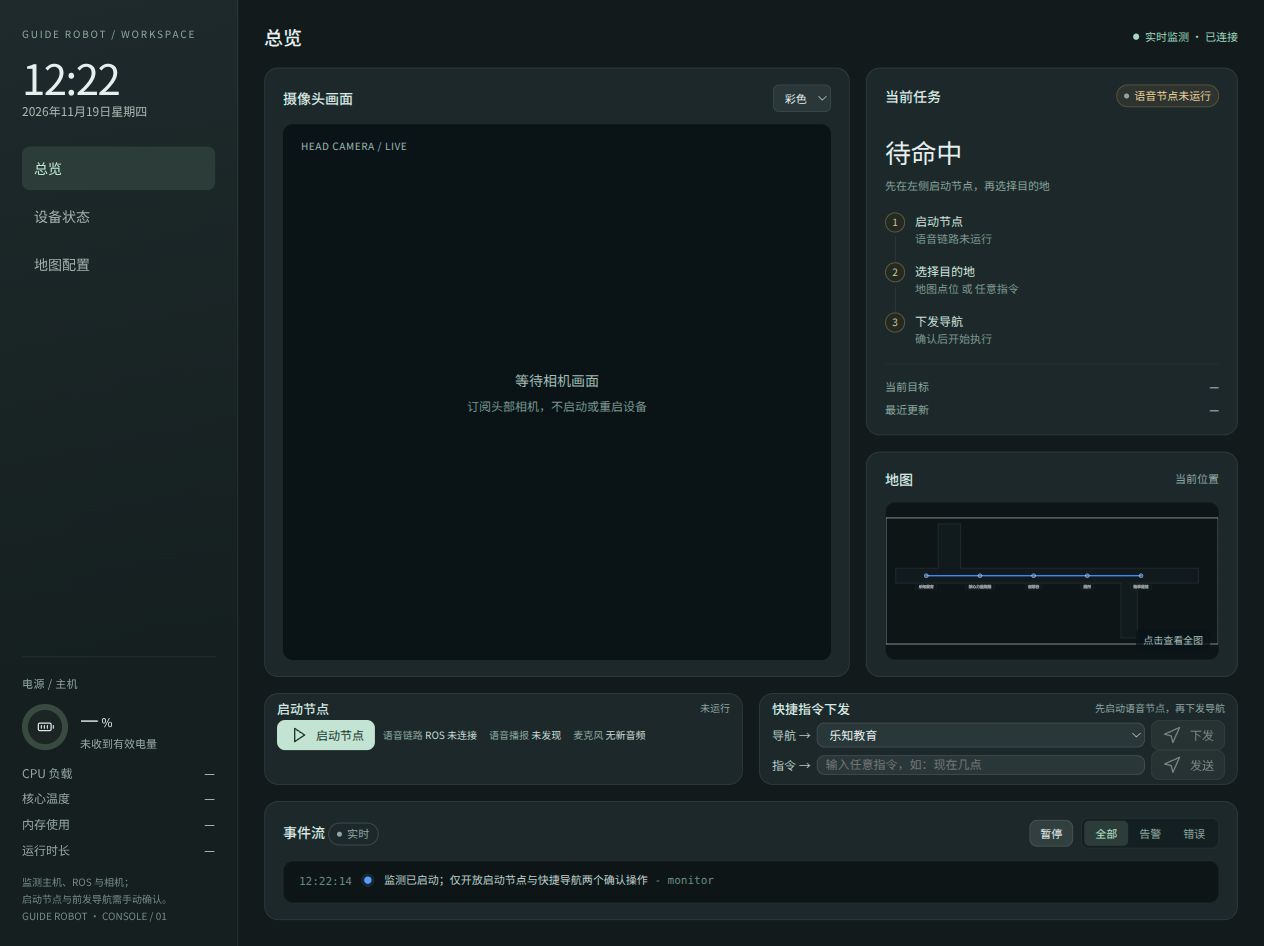 GUIDE ROBOT / WORKSPACE
12:22
2026年11月19日星期四
总览
设备状态
地图配置
电源 / 主机
— %
未收到有效电量
CPU 负载 —
核心温度 —
内存使用 —
运行时长 —
监测主机、ROS 与相机；
启动节点与前发导航需手动确认。
GUIDE ROBOT · CONSOLE / 01
总览
实时监测 · 已连接
摄像头画面
彩色
HEAD CAMERA / LIVE
等待相机画面
订阅头部相机，不启动或重启设备
当前任务
语音节点未运行
待命中
先在左侧启动节点，再选择目的地
1 启动节点
语音链路未运行
2 选择目的地
地图点位 或 任意指令
3 下发导航
确认后开始执行
当前目标 —
最近更新 —
地图
当前位置
点击查看全图
启动节点
未运行
启动节点
语音链路 ROS 未连接 语音播报 未发现 麦克风 无新音频
快捷指令下发
先启动语音节点，再下发导航
导航 → 乐知教育 下发
指令 → 输入任意指令，如：现在几点 发送
事件流
实时
暂停
全部 告警 错误
12:22:14 监测已启动；仅开放启动节点与快捷导航两个确认操作 - monitor